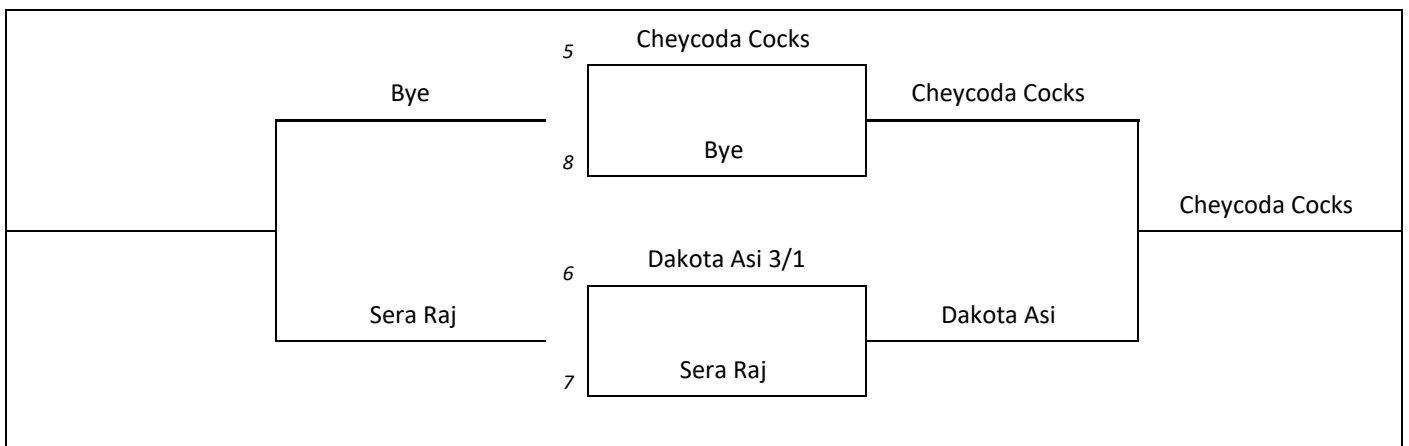 5 Cheycoda Cocks
Bye Cheycoda Cocks
8 Bye
Cheycoda Cocks
6 Dakota Asi 3/1
Sera Raj Dakota Asi
7 Sera Raj